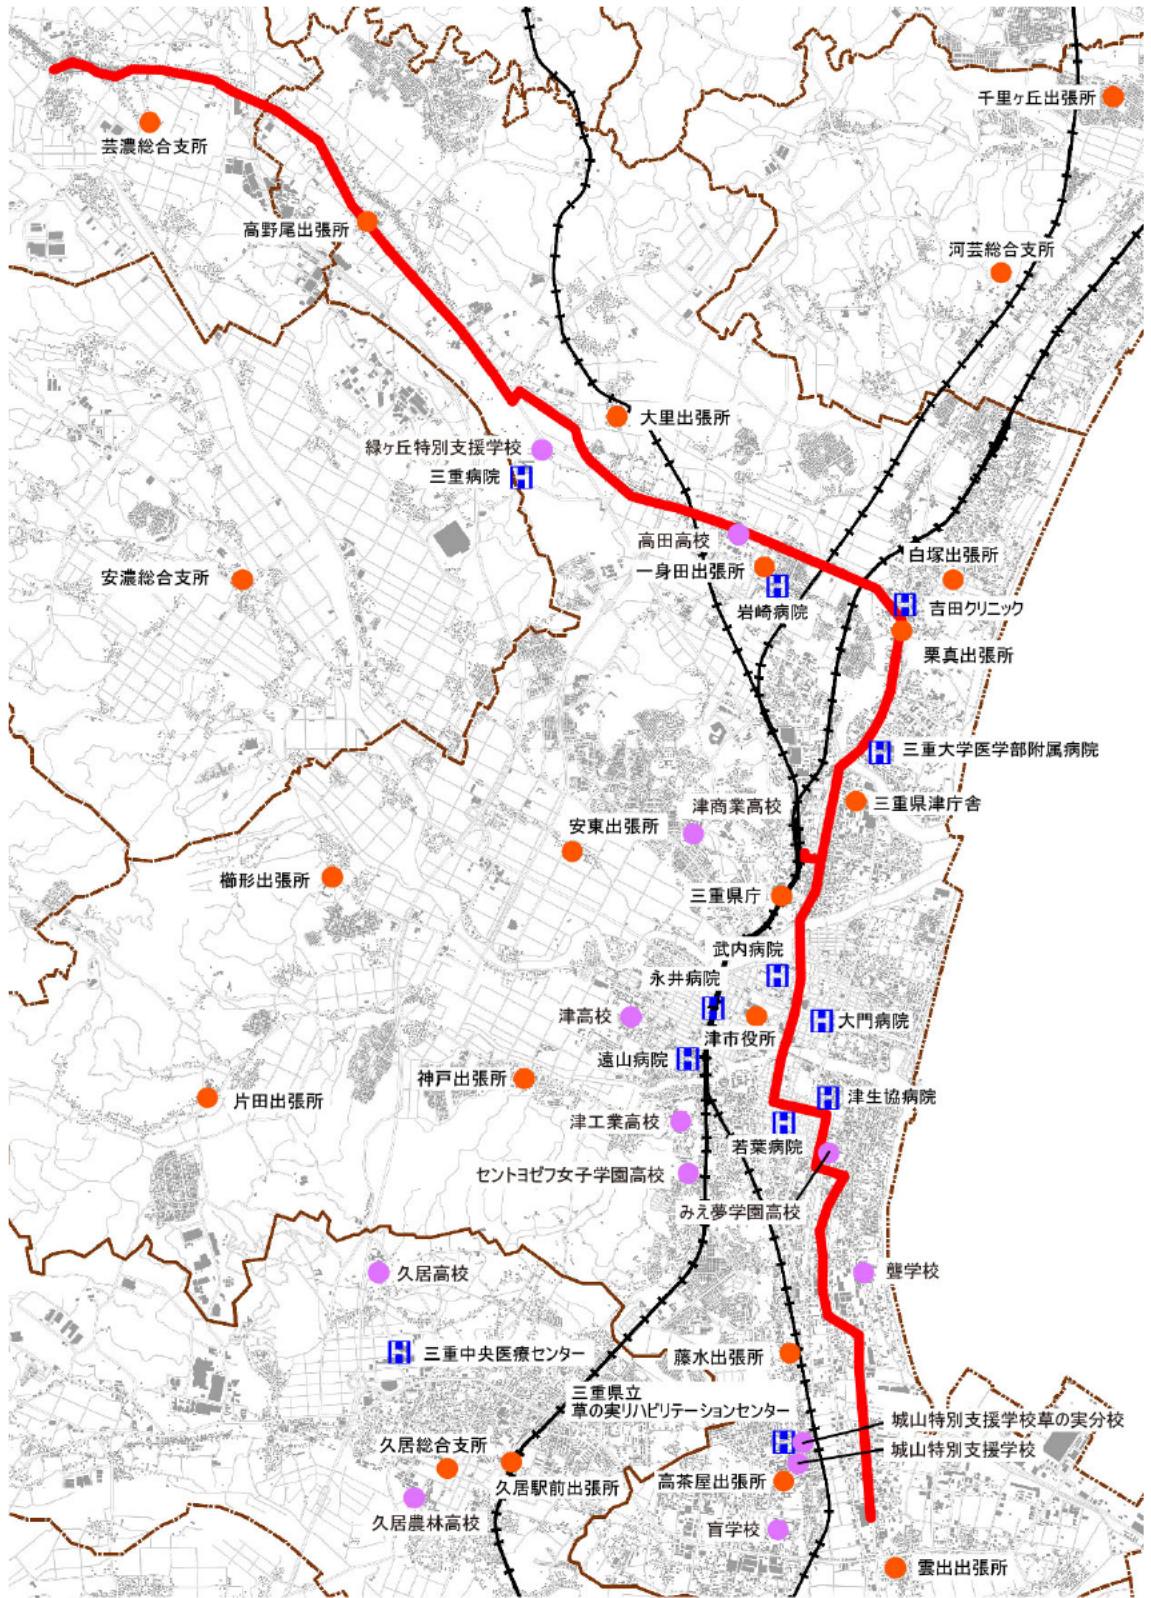 千里ヶ丘出張所
芸濃総合支所
高野尾出張所
河芸総合支所
大里出張所
緑ヶ丘特別支援学校
三重病院
高田高校
一身田出張所
白塚出張所
安濃総合支所
岩崎病院
吉田クリニック
栗真出張所
三重大学医学部附属病院
津商業高校
三重県津庁舎
安東出張所
櫛形出張所
三重県庁
武内病院
永井病院
津高校
大門病院
津市役所
遠山病院
神戸出張所
片田出張所
津生協病院
津工業高校
若葉病院
セントヨゼフ女子学園高校
みえ夢学園高校
久居高校
聾学校
三重中央医療センター
藤水出張所
三重県立
草の実リハビリテーションセンター
城山特別支援学校草の実分校
久居総合支所
城山特別支援学校
久居駅前出張所
高茶屋出張所
久居農林高校
盲学校
雲出出張所